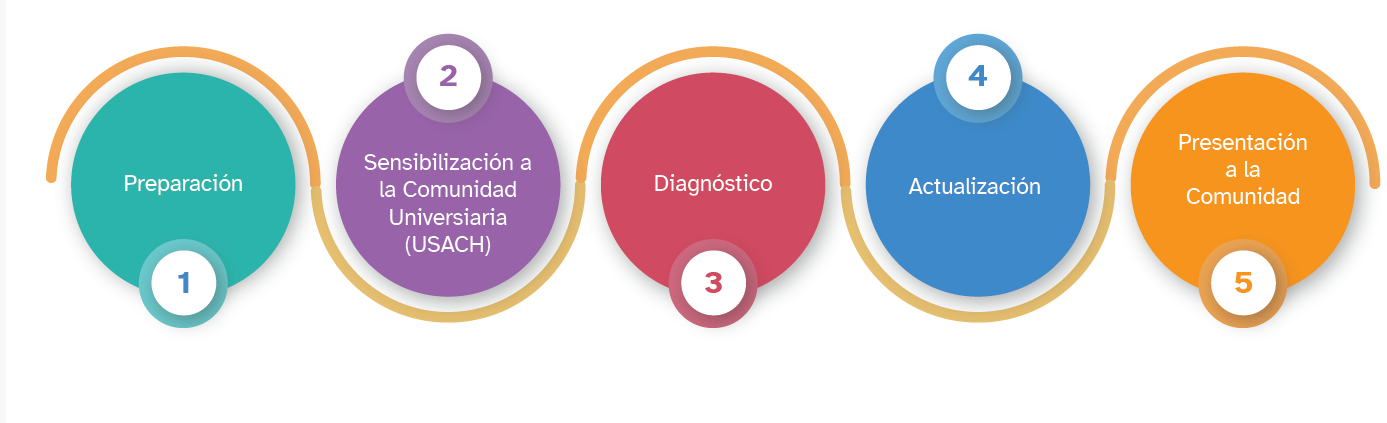 Preparación
1
2
Sensibilización a
la Comunidad
Universiaria
(USACH)
Diagnóstico
3
4
Actualización
Presentación
a la
Comunidad
5